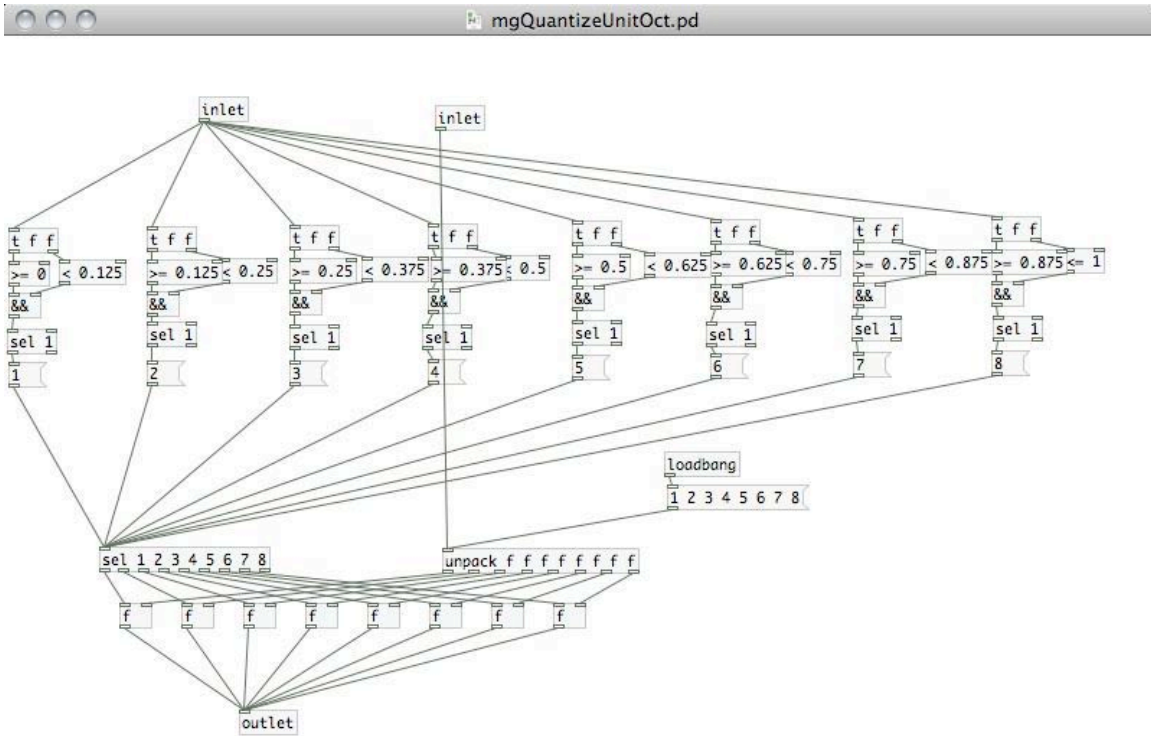 mgQuantizeUnitOct.pd
inlet
inlet
t f f
t f f
t f f
t f f
t f f
t f f
t f f
t f f
>= 0
< 0.125
>= 0.125
< 0.25
>= 0.25
< 0.375
>= 0.375
< 0.5
>= 0.5
< 0.625
>= 0.625
< 0.75
>= 0.75
< 0.875
>= 0.875
<= 1
&&
&&
&&
&&
&&
&&
&&
&&
sel 1
sel 1
sel 1
sel 1
sel 1
sel 1
sel 1
sel 1
1
2
3
4
5
6
7
8
loadbang
1 2 3 4 5 6 7 8
sel 1 2 3 4 5 6 7 8
unpack f f f f f f f f
f
f
f
f
f
f
f
f
outlet